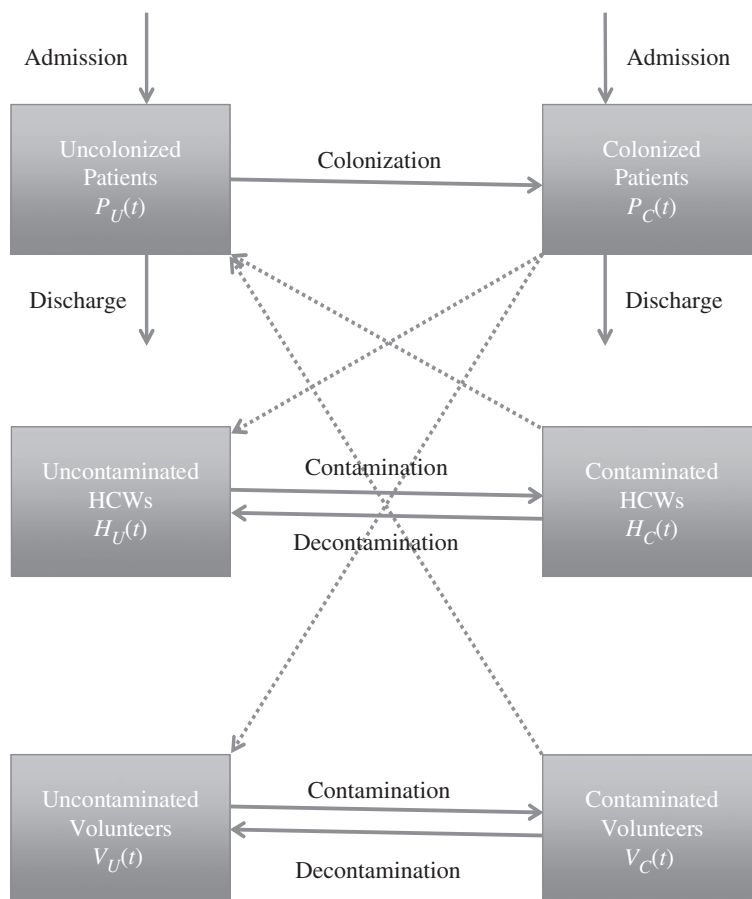 Admission
Admission
Uncolonized
Patients
P_U(t)
Colonization
Colonized
Patients
P_C(t)
Discharge
Discharge
Uncontaminated
HCWs
H_U(t)
Contamination
Decontamination
Contaminated
HCWs
H_C(t)
Uncontaminated
Volunteers
V_U(t)
Contamination
Decontamination
Contaminated
Volunteers
V_C(t)